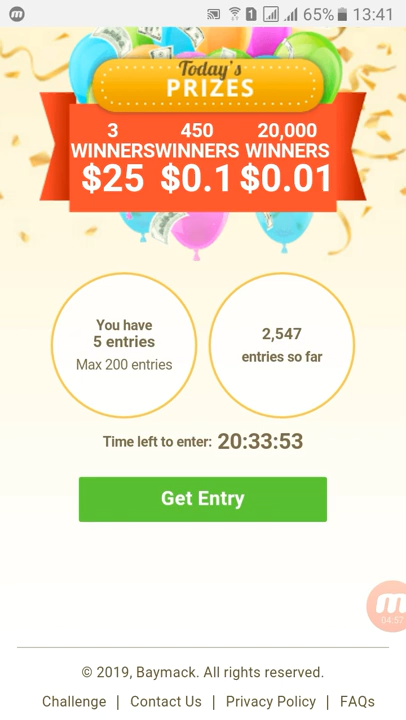 65% 13:41
Today's
PRIZES
3 450 20,000
WINNERS WINNERS WINNERS
$25 $0.1 $0.01
You have
5 entries
Max 200 entries
2,547
entries so far
Time left to enter: 20:33:53
Get Entry
04:57
© 2019, Baymack. All rights reserved.
Challenge | Contact Us | Privacy Policy | FAQs